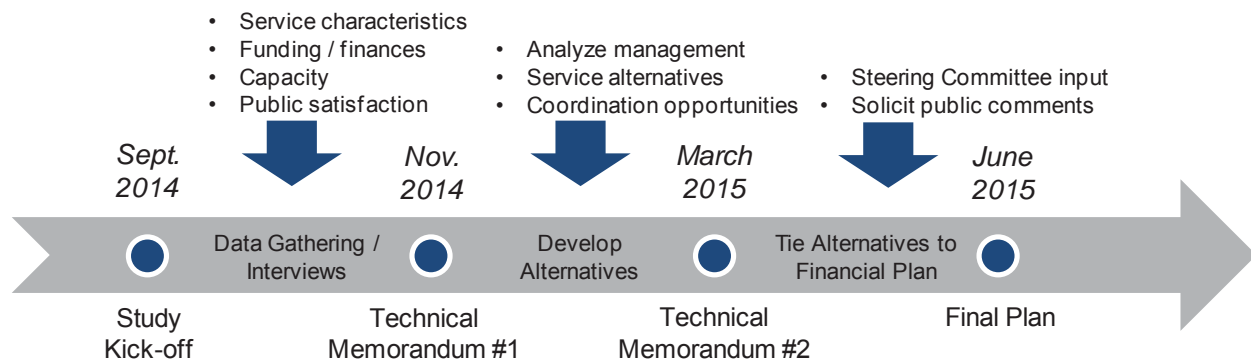 • Service characteristics
• Funding / finances
• Capacity
• Public satisfaction
• Analyze management
• Service alternatives
• Coordination opportunities
• Steering Committee input
• Solicit public comments
Sept.
2014
Nov.
2014
March
2015
June
2015
Data Gathering /
Interviews
Develop
Alternatives
Tie Alternatives to
Financial Plan
Study
Kick-off
Technical
Memorandum #1
Technical
Memorandum #2
Final Plan